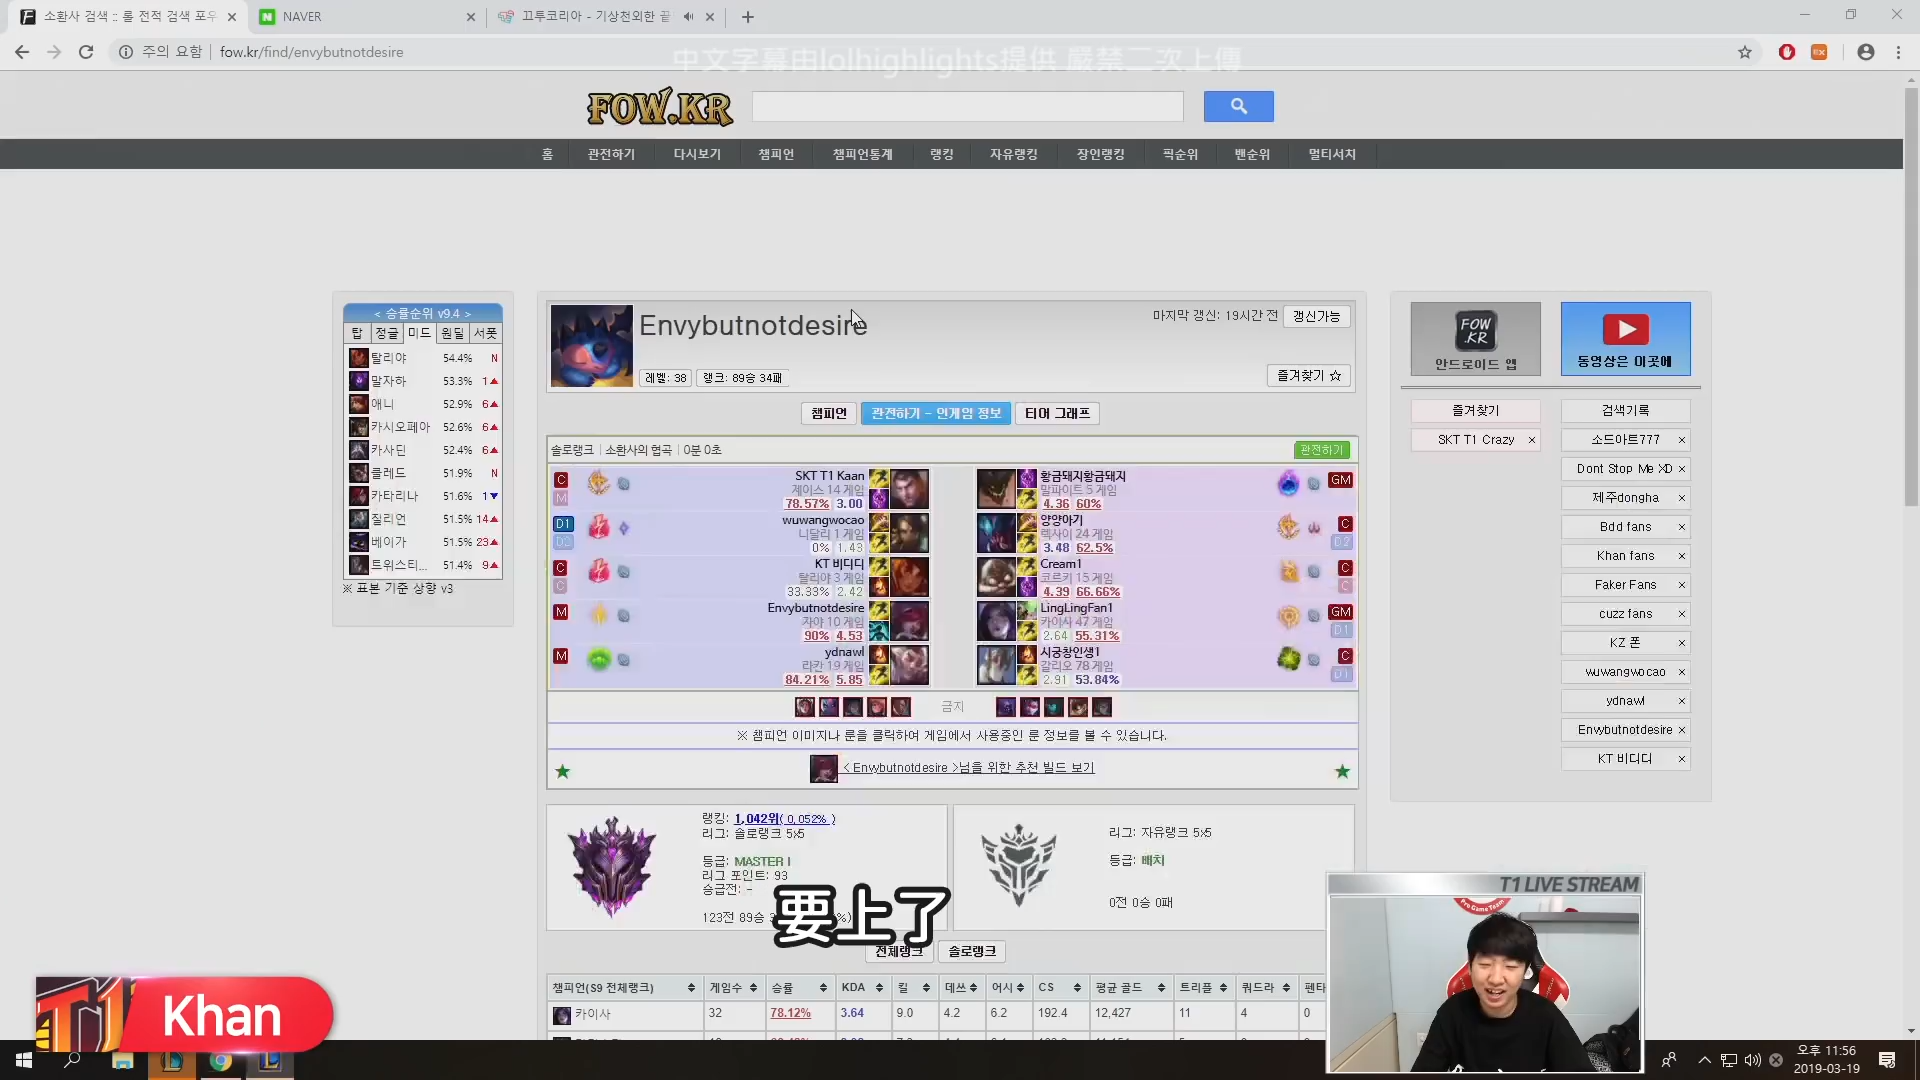 소환사 검색 :: 롤 전적 검색 포우
NAVER
끄투코리아 - 기상천외한 끝
주의 요함
fow.kr/find/envybutnotdesire
中文字幕由lolhighlights提供 嚴禁二次上傳
FOW.KR
홈 관전하기 다시보기 챔피언 챔피언통계 랭킹 자유랭킹 장인랭킹 픽순위 밴순위 멀티서치
< 승률순위 v9.4 >
탑 정글 미드 원딜 서폿
탈리야 54.4% N
말자하 53.3% 1▲
애니 52.9% 6▲
카시오페아 52.6% 6▲
카사딘 52.4% 6▲
클레드 51.9% N
카타리나 51.6% 1▼
질리언 51.5% 14▲
베이가 51.5% 23▲
트위스티... 51.4% 9▲
※ 표본 기준 상향 v3
Envybutnotdesire
마지막 갱신: 19시간 전 갱신가능
레벨: 38 랭크: 89승 34패
즐겨찾기 ☆
챔피언 관전하기 - 인게임 정보 티어 그래프
솔로랭크 | 소환사의 협곡 | 0분 0초
관전하기
C
M
SKT T1 Kaan
제이스 14 게임
78.57% 3.00
황금돼지황금돼지
말파이트 5 게임
4.36 60%
GM
D1
D2
wuwangwocao
니달리 1 게임
0% 1.43
양양아기
렉사이 24 게임
3.48 62.5%
C
D2
C
C
KT 비디디
탈리야 3 게임
33.33% 2.42
Cream1
코르키 15 게임
4.39 66.66%
C
C
M
Envybutnotdesire
자야 10 게임
90% 4.53
LingLingFan1
카이사 47 게임
2.64 55.31%
GM
D1
M
ydnawl
라칸 19 게임
84.21% 5.85
시궁창인생1
갈리오 78 게임
2.91 53.84%
C
D1
금지
※ 챔피언 이미지나 룬을 클릭하여 게임에서 사용중인 룬 정보를 볼 수 있습니다.
★ < Envybutnotdesire >님을 위한 추천 빌드 보기 ★
랭킹: 1,042위( 0.052% )
리그: 솔로랭크 5x5
등급: MASTER I
리그 포인트: 93
승급전: -
123전 89승
리그: 자유랭크 5x5
등급: 배치
0전 0승 0패
要上了
전체랭크 솔로랭크
챔피언(S9 전체랭크) 게임수 승률 KDA 킬 데쓰 어시 CS 평균 골드 트리플 쿼드라 펜타
카이사 32 78.12% 3.64 9.0 4.2 6.2 192.4 12,427 11 4 0
FOW
.KR
안드로이드 앱
동영상은 이곳에
즐겨찾기
SKT T1 Crazy ×
검색기록
소드아트777 ×
Dont Stop Me XD ×
제주dongha ×
Bdd fans ×
Khan fans ×
Faker Fans ×
cuzz fans ×
KZ 폰 ×
wuwangwocao ×
ydnawl ×
Envybutnotdesire ×
KT 비디디 ×
T1 LIVE STREAM
T1
Khan
오후 11:56
2019-03-19